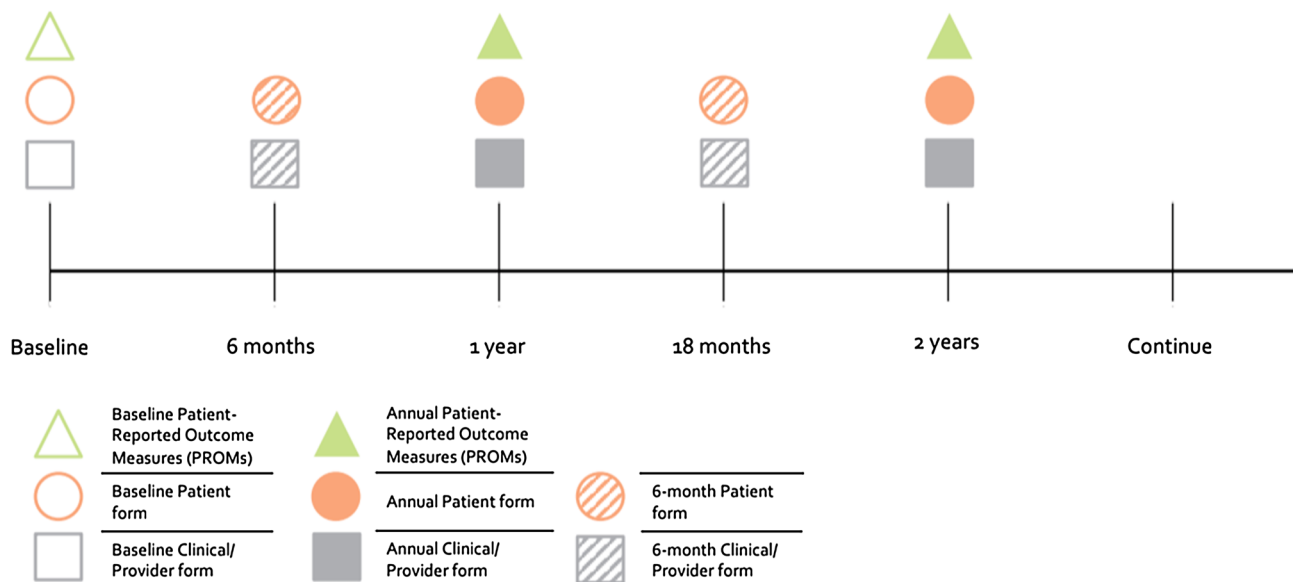 Baseline
6 months
1 year
18 months
2 years
Continue
Baseline Patient-
Reported Outcome
Measures (PROMs)
Annual Patient-
Reported Outcome
Measures (PROMs)
Baseline Patient
form
Annual Patient form
6-month Patient
form
Baseline Clinical/
Provider form
Annual Clinical/
Provider form
6-month Clinical/
Provider form